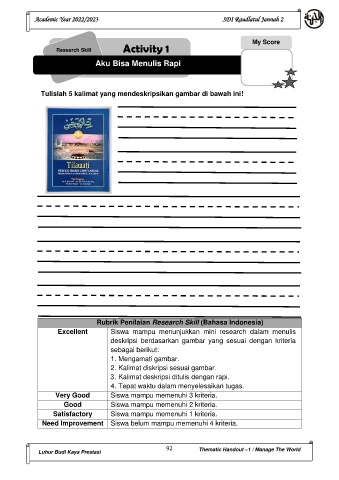 Academic Year 2022/2023
SDI Raudlatul Jannah 2
Research Skill
Activity 1
My Score
Aku Bisa Menulis Rapi
Tulislah 5 kalimat yang mendeskripsikan gambar di bawah ini!
Tilawati
Rubrik Penilaian Research Skill (Bahasa Indonesia)
Excellent Siswa mampu menunjukkan mini research dalam menulis
deskripsi berdasarkan gambar yang sesuai dengan kriteria
sebagai berikut:
1. Mengamati gambar.
2. Kalimat diskripsi sesuai gambar.
3. Kalimat deskripsi ditulis dengan rapi.
4. Tepat waktu dalam menyelesaikan tugas.
Very Good Siswa mampu memenuhi 3 kriteria.
Good Siswa mampu memenuhi 2 kriteria.
Satisfactory Siswa mampu memenuhi 1 kriteria.
Need Improvement Siswa belum mampu memenuhi 4 kriteria.
Luhur Budi Kaya Prestasi
92
Thematic Handout –1 / Manage The World